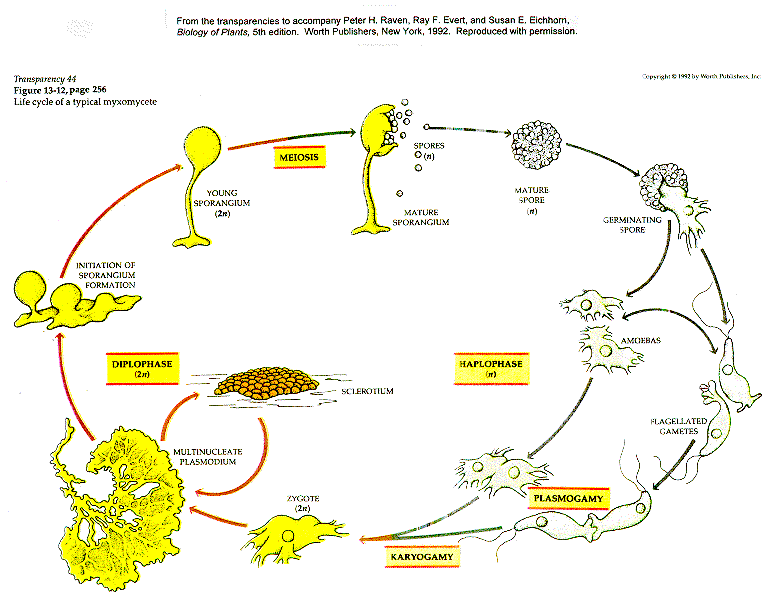 From the transparencies to accompany Peter H. Raven, Ray F. Evert, and Susan E. Eichhorn,
Biology of Plants, 5th edition. Worth Publishers, New York, 1992. Reproduced with permission.
Transparency 44
Figure 13-12, page 256
Life cycle of a typical myxomycete
Copyright © 1992 by Worth Publishers, Inc.
MEIOSIS
SPORES
(n)
YOUNG
SPORANGIUM
(2n)
MATURE
SPORANGIUM
MATURE
SPORE
(n)
GERMINATING
SPORE
INITIATION OF
SPORANGIUM
FORMATION
AMOEBAS
DIPLOPHASE
(2n)
HAPLOPHASE
(n)
SCLEROTIUM
FLAGELLATED
GAMETES
MULTINUCLEATE
PLASMODIUM
ZYGOTE
(2n)
PLASMOGAMY
KARYOGAMY